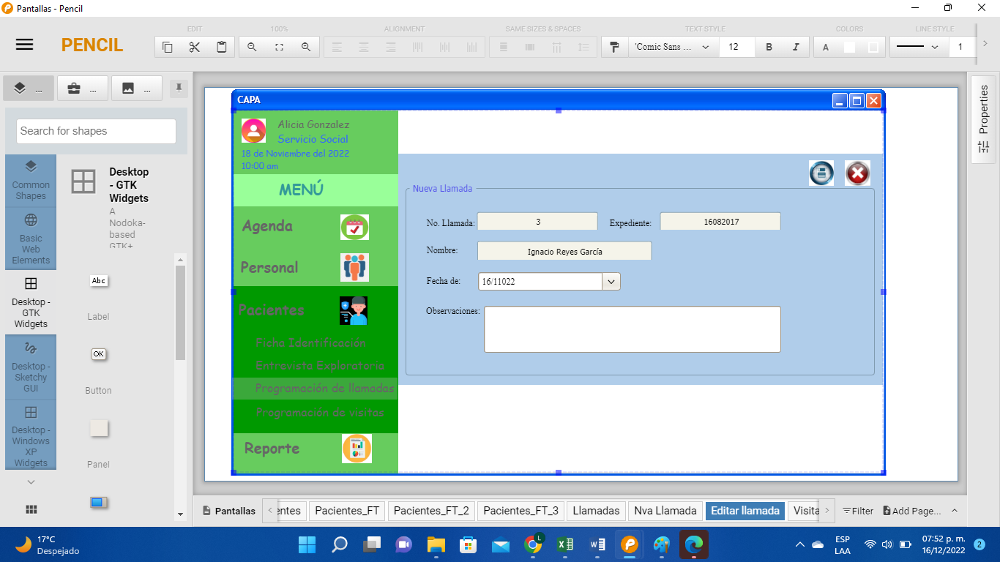 Pantallas - Pencil
PENCIL
EDIT
100%
ALIGNMENT
SAME SIZES & SPACES
TEXT STYLE
COLORS
LINE STYLE
'Comic Sans ...
12
B
I
A
1
...
...
...
Search for shapes
Common
Shapes
Basic
Web
Elements
Desktop -
GTK
Widgets
Desktop -
Sketchy
GUI
Desktop -
Windows
XP
Widgets
Desktop
- GTK
Widgets
A
Nodoka-
based
GTK+
Abc
Label
OK
Button
Panel
CAPA
Alicia Gonzalez
Servicio Social
18 de Noviembre del 2022
10:00 am
MENÚ
Agenda
Personal
Pacientes
Ficha Identificación
Entrevista Exploratoria
Programación de llamadas
Programación de visitas
Reporte
Nueva Llamada
No. Llamada: 3 Expediente: 16082017
Nombre: Ignacio Reyes García
Fecha de: 16/11022
Observaciones:
Properties
Pantallas
entes
Pacientes_FT
Pacientes_FT_2
Pacientes_FT_3
Llamadas
Nva Llamada
Editar llamada
Visita
Filter
Add Page...
17°C
Despejado
L
ESP
LAA
07:52 p. m.
16/12/2022
2